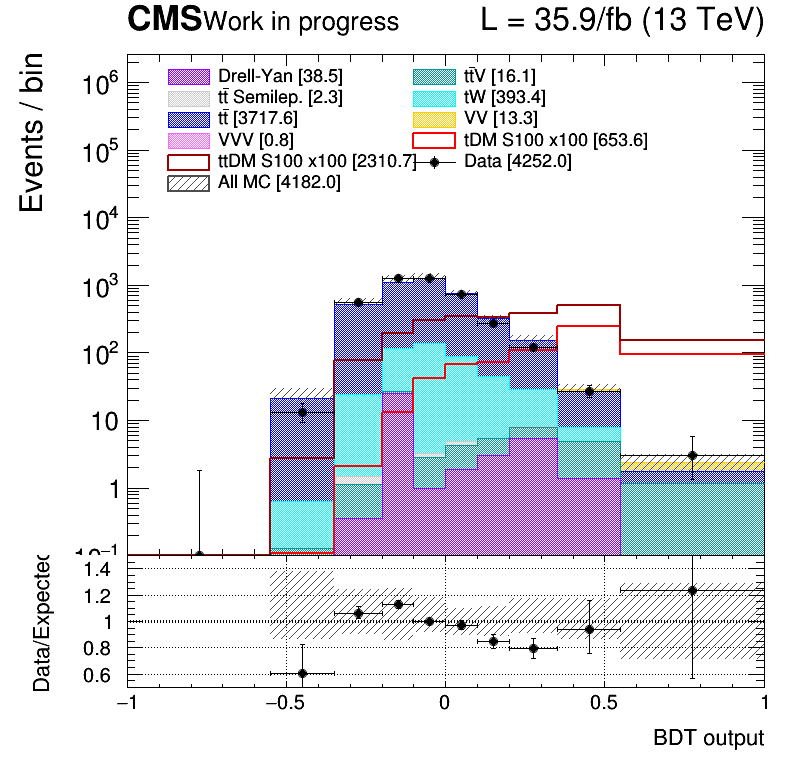 CMS Work in progress L = 35.9/fb (13 TeV)
Events / bin
Drell-Yan [38.5] tt̄V [16.1]
tt̄ Semilep. [2.3] tW [393.4]
tt̄ [3717.6] VV [13.3]
VVV [0.8] tDM S100 x100 [653.6]
ttDM S100 x100 [2310.7] Data [4252.0]
All MC [4182.0]
10⁶
10⁵
10⁴
10³
10²
10
1
10⁻¹
Data/Expected
1.4
1.2
1
0.8
0.6
−1 −0.5 0 0.5 1
BDT output